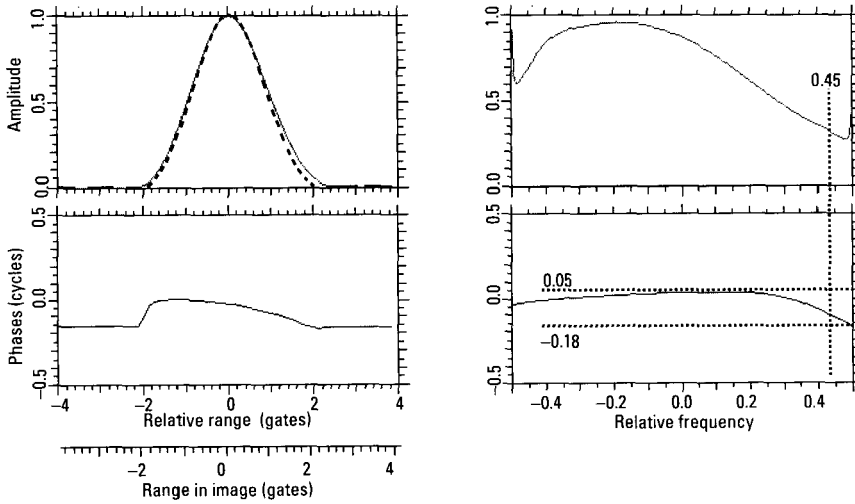 Amplitude
1.0
0.5
0.0
Phases (cycles)
0.5
0.0
−0.5
−4 −2 0 2 4
Relative range (gates)
−2 0 2
Range in image (gates)
1.0
0.5
0.0
0.45
0.5
0.0
−0.5
0.05
−0.18
−0.4 −0.2 0.0 0.2 0.4
Relative frequency